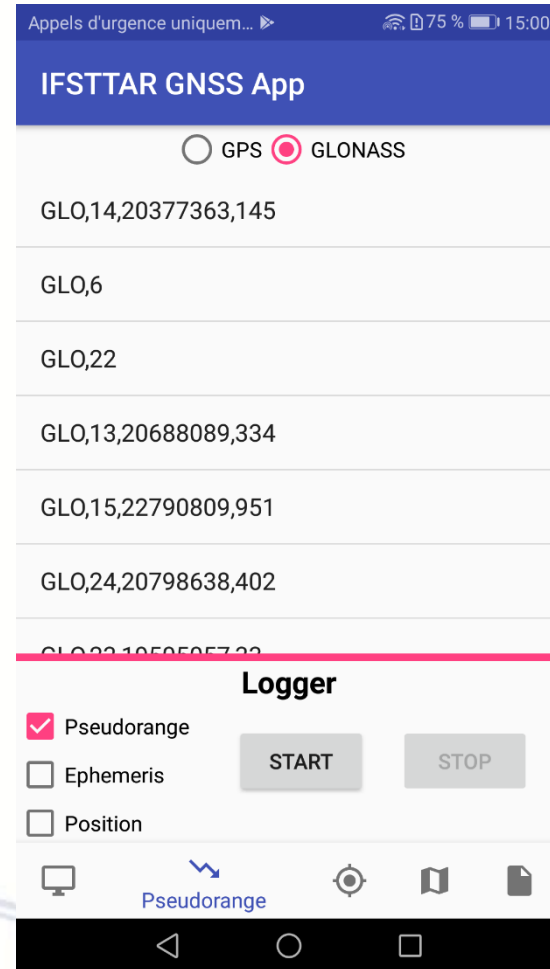 Appels d'urgence uniquem... 75 % 15:00
IFSTTAR GNSS App
GPS GLONASS
GLO,14,20377363,145
GLO,6
GLO,22
GLO,13,20688089,334
GLO,15,22790809,951
GLO,24,20798638,402
Logger
Pseudorange
Ephemeris
Position
START STOP
Pseudorange